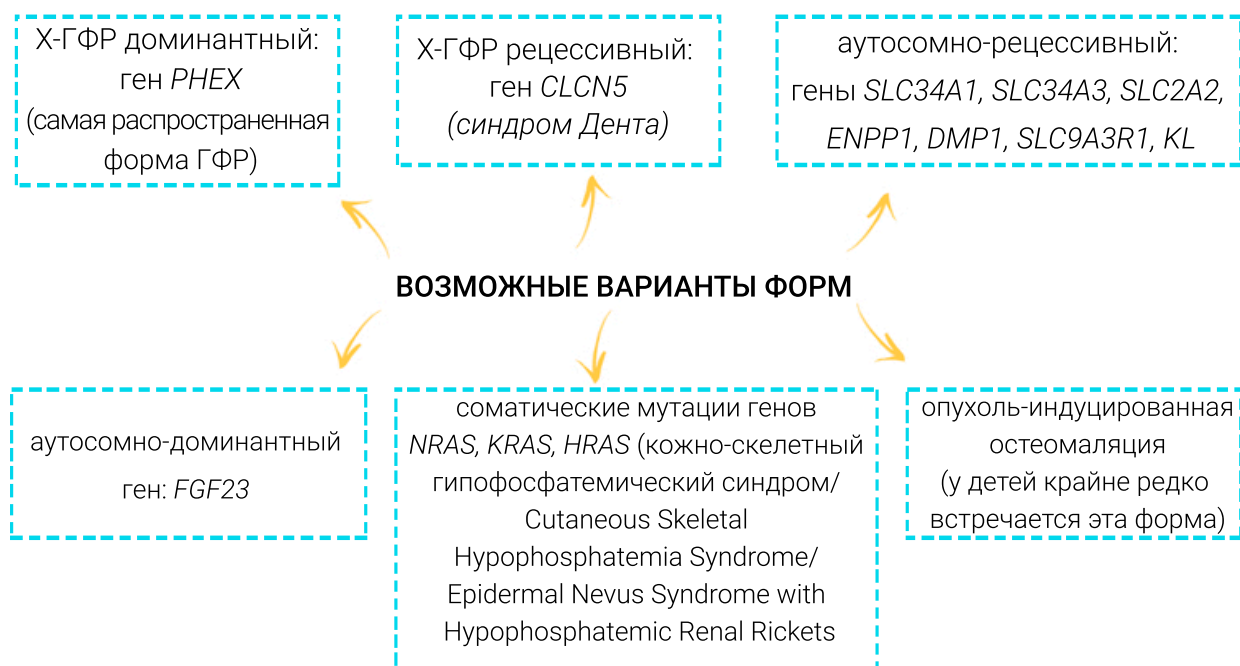 Х-ГФР доминантный:
ген PHEX
(самая распространенная
форма ГФР)
Х-ГФР рецессивный:
ген CLCN5
(синдром Дента)
аутосомно-рецессивный:
гены SLC34A1, SLC34A3, SLC2A2,
ENPP1, DMP1, SLC9A3R1, KL
ВОЗМОЖНЫЕ ВАРИАНТЫ ФОРМ
аутосомно-доминантный
ген: FGF23
соматические мутации генов
NRAS, KRAS, HRAS (кожно-скелетный
гипофосфатемический синдром/
Cutaneous Skeletal
Hypophosphatemia Syndrome/
Epidermal Nevus Syndrome with
Hypophosphatemic Renal Rickets
опухоль-индуцированная
остеомаляция
(у детей крайне редко
встречается эта форма)